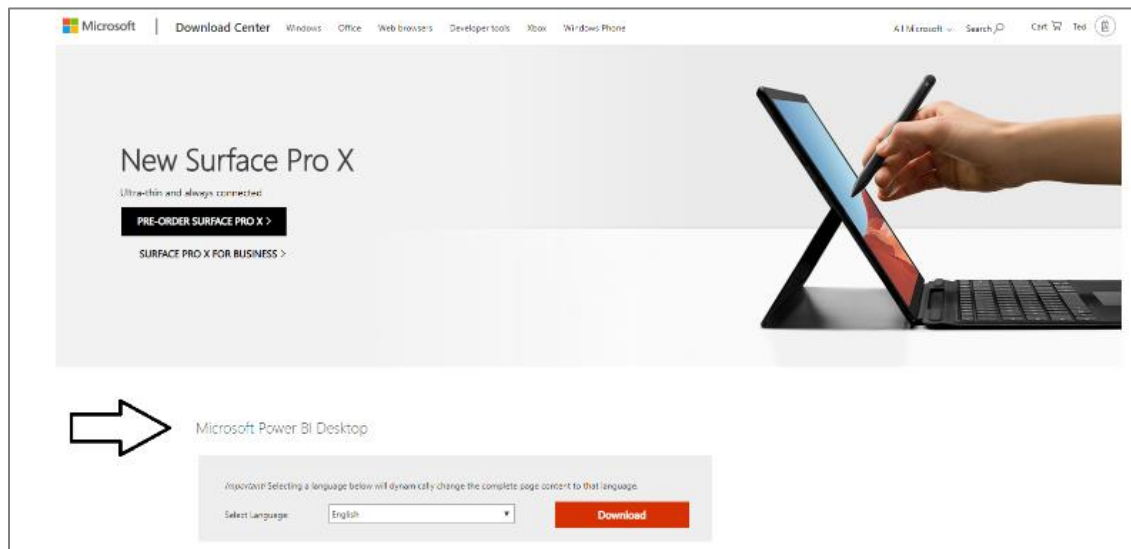 Microsoft | Download Center Windows Office Web browsers Developer tools Xbox Windows Phone All Microsoft Search Cart Ted
New Surface Pro X
Ultra-thin and always connected
PRE-ORDER SURFACE PRO X >
SURFACE PRO X FOR BUSINESS >
Microsoft Power BI Desktop
Important! Selecting a language below will dynamically change the complete page content to that language.
Select Language: English Download